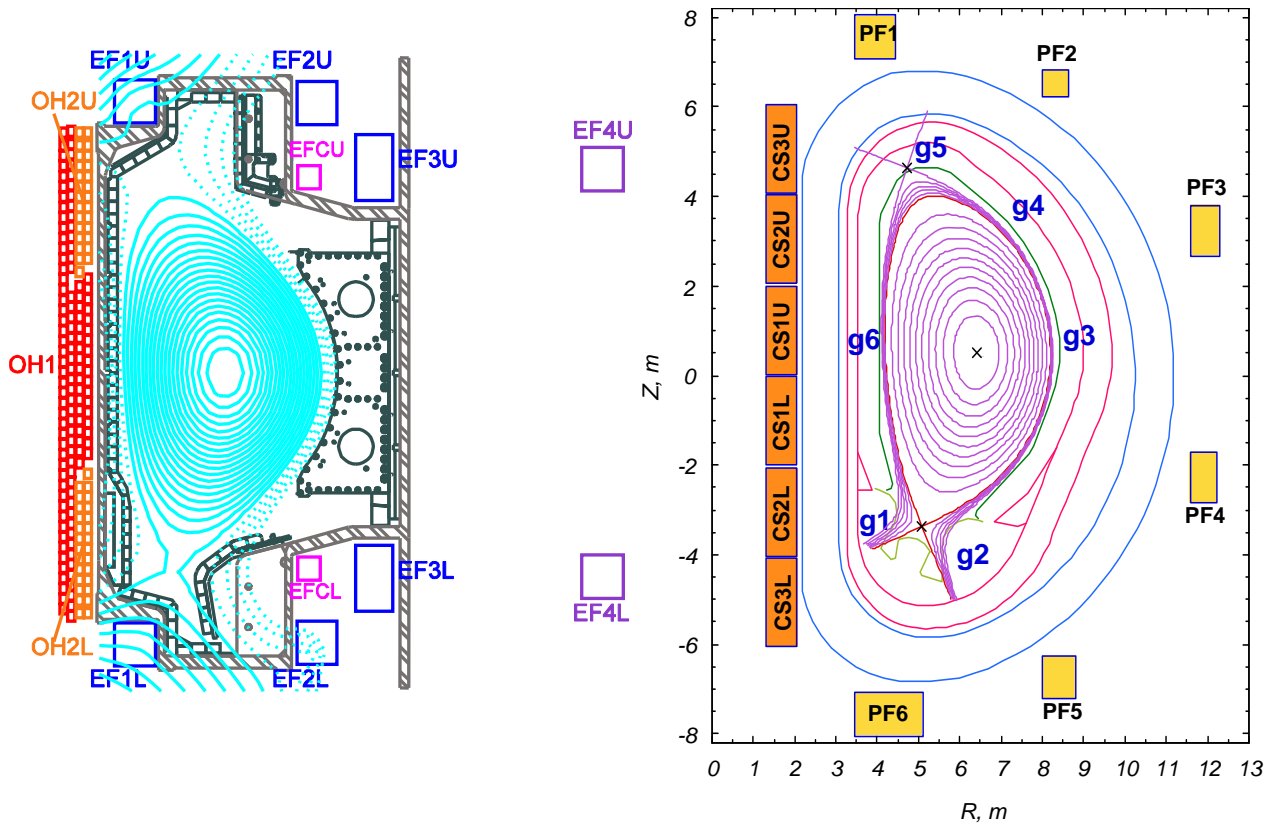 EF1U
EF2U
OH2U
EFCU
EF3U
EF4U
OH1
EFCL
EF3L
EF4L
OH2L
EF1L
EF2L
8
6
4
2
0
-2
-4
-6
-8
Z, m
0 1 2 3 4 5 6 7 8 9 10 11 12 13
R, m
PF1
PF2
PF3
PF4
PF5
PF6
CS3U
CS2U
CS1U
CS1L
CS2L
CS3L
g5
g4
g6
g3
g1
g2